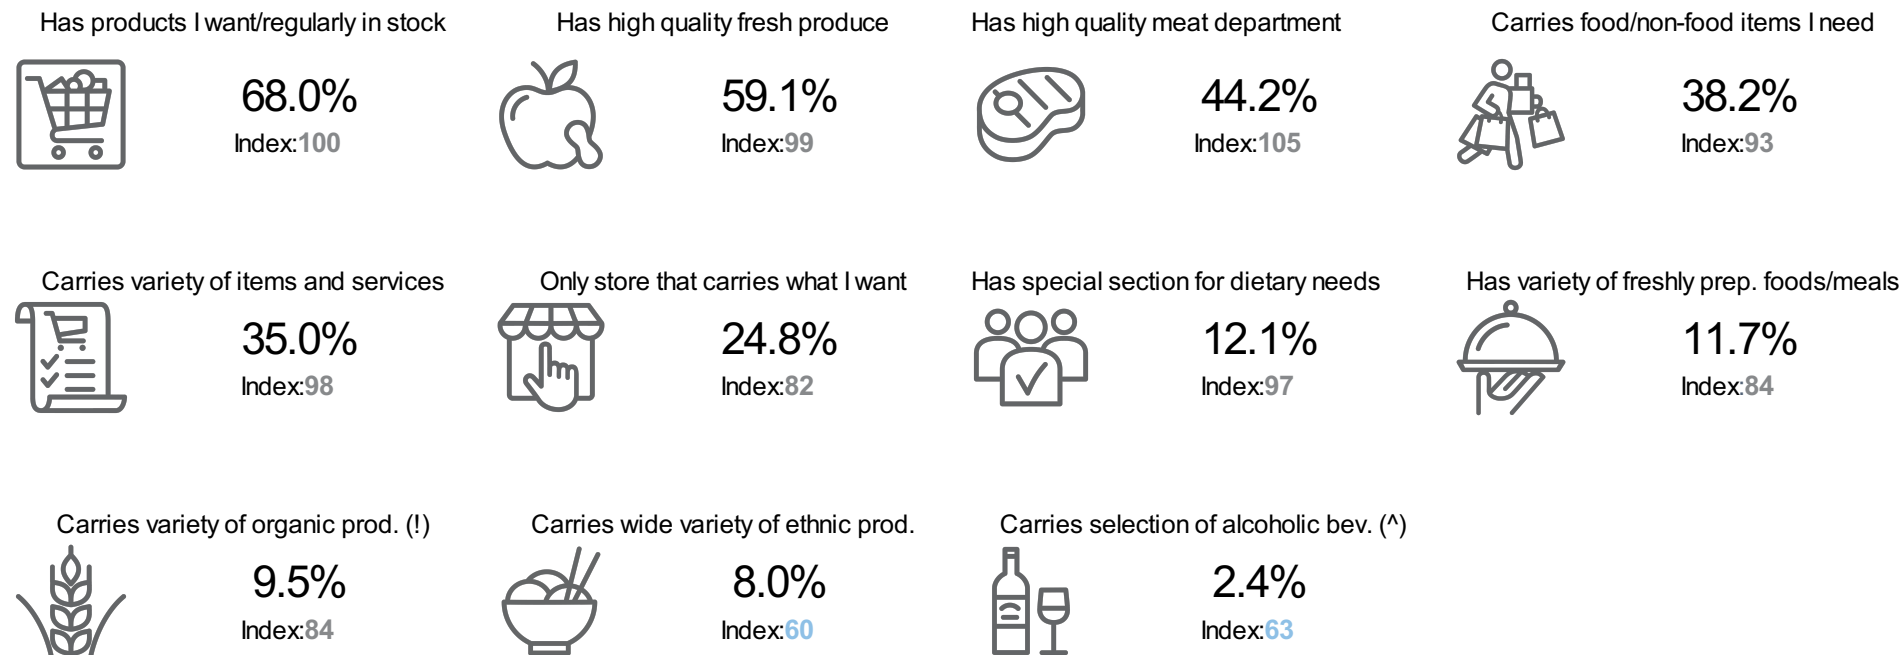 Has products I want/regularly in stock
68.0%
Index:100
Has high quality fresh produce
59.1%
Index:99
Has high quality meat department
44.2%
Index:105
Carries food/non-food items I need
38.2%
Index:93
Carries variety of items and services
35.0%
Index:98
Only store that carries what I want
24.8%
Index:82
Has special section for dietary needs
12.1%
Index:97
Has variety of freshly prep. foods/meals
11.7%
Index:84
Carries variety of organic prod. (!)
9.5%
Index:84
Carries wide variety of ethnic prod.
8.0%
Index:60
Carries selection of alcoholic bev. (^)
2.4%
Index:63